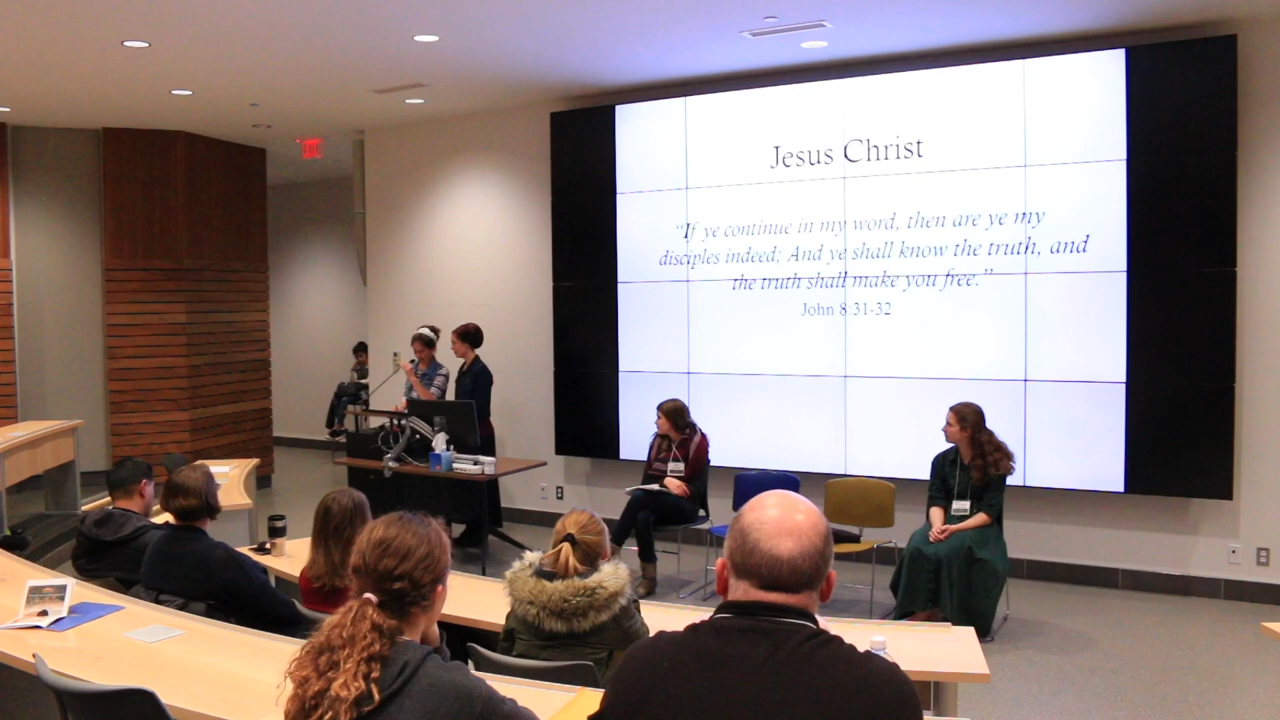 Jesus Christ
“If ye continue in my word, then are ye my
disciples indeed; And ye shall know the truth, and
the truth shall make you free.”
John 8:31-32